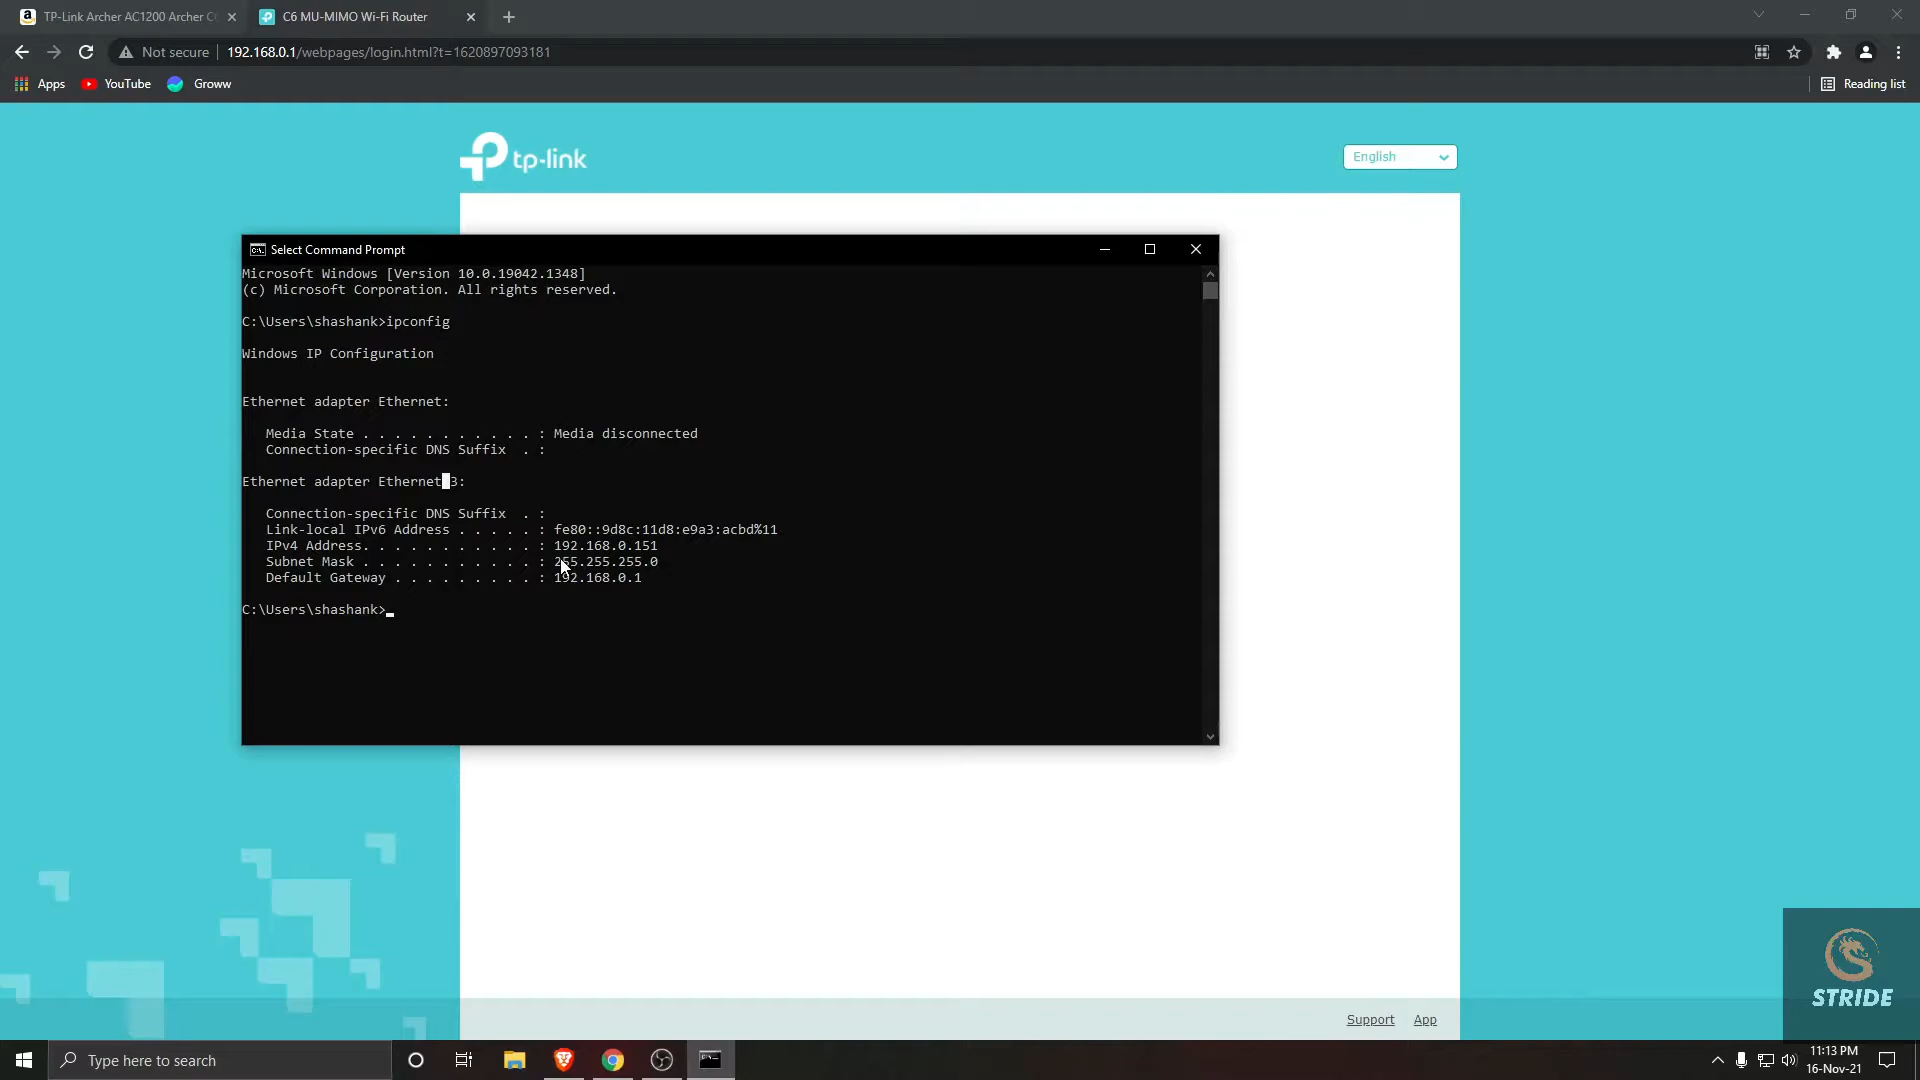 TP-Link Archer AC1200 Archer C6
C6 MU-MIMO Wi-Fi Router
Not secure
192.168.0.1/webpages/login.html?t=1620897093181
Apps
YouTube
Groww
Reading list
tp-link
English
Select Command Prompt
Microsoft Windows [Version 10.0.19042.1348]
(c) Microsoft Corporation. All rights reserved.
C:\Users\shashank>ipconfig
Windows IP Configuration
Ethernet adapter Ethernet:
Media State . . . . . . . . . . . : Media disconnected
Connection-specific DNS Suffix  . :
Ethernet adapter Ethernet 3:
Connection-specific DNS Suffix  . :
Link-local IPv6 Address . . . . . : fe80::9d8c:11d8:e9a3:acbd%11
IPv4 Address. . . . . . . . . . . : 192.168.0.151
Subnet Mask . . . . . . . . . . . : 255.255.255.0
Default Gateway . . . . . . . . . : 192.168.0.1
C:\Users\shashank>
STRIDE
Support
App
Type here to search
11:13 PM
16-Nov-21